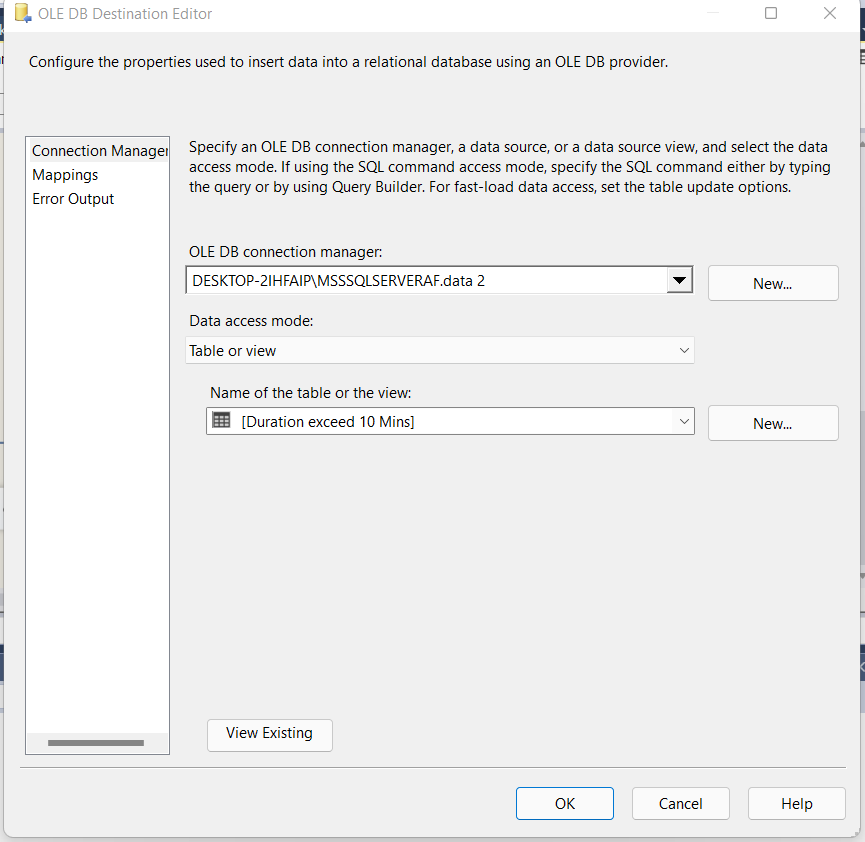 OLE DB Destination Editor
Configure the properties used to insert data into a relational database using an OLE DB provider.
Connection Manager
Mappings
Error Output
Specify an OLE DB connection manager, a data source, or a data source view, and select the data
access mode. If using the SQL command access mode, specify the SQL command either by typing
the query or by using Query Builder. For fast-load data access, set the table update options.
OLE DB connection manager:
DESKTOP-2IHFAIP\MSSSQLSERVERAF.data 2
New...
Data access mode:
Table or view
Name of the table or the view:
[Duration exceed 10 Mins]
New...
View Existing
OK
Cancel
Help